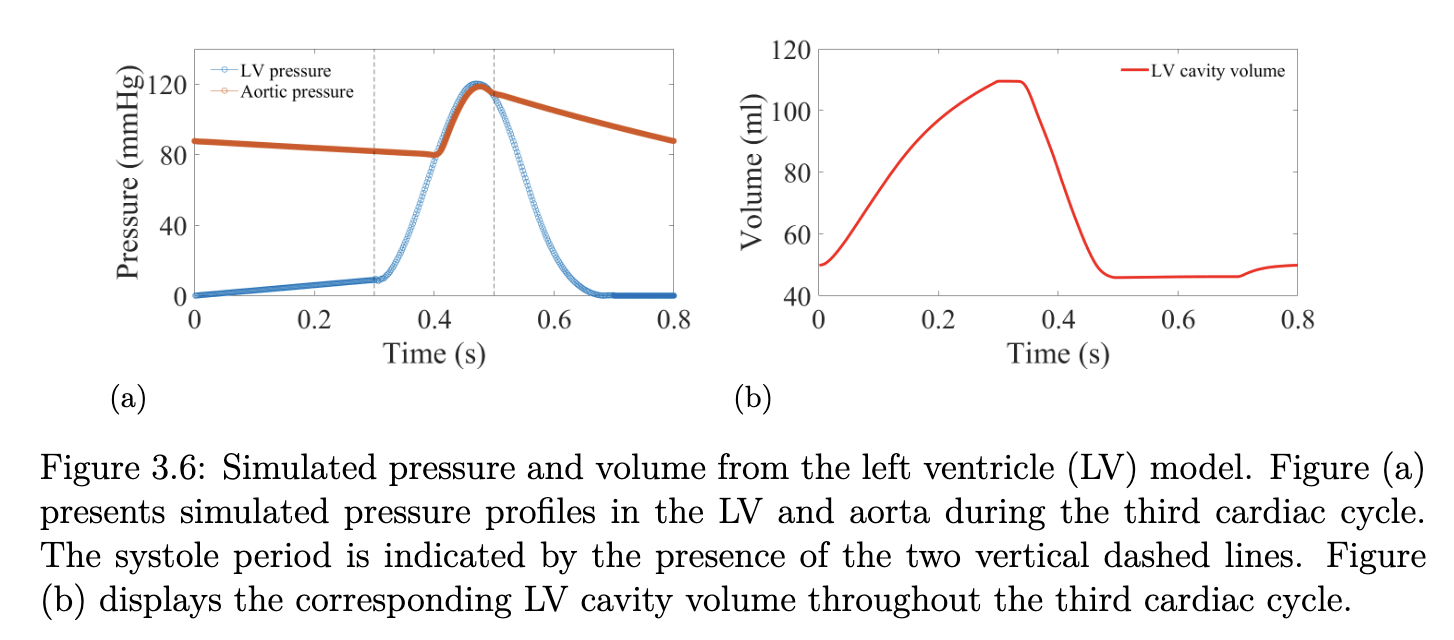 120
80
40
0
Pressure (mmHg)
LV pressure
Aortic pressure
0 0.2 0.4 0.6 0.8
Time (s)
(a)
120
100
80
60
40
Volume (ml)
LV cavity volume
0 0.2 0.4 0.6 0.8
Time (s)
(b)
Figure 3.6: Simulated pressure and volume from the left ventricle (LV) model. Figure (a)
presents simulated pressure profiles in the LV and aorta during the third cardiac cycle.
The systole period is indicated by the presence of the two vertical dashed lines. Figure
(b) displays the corresponding LV cavity volume throughout the third cardiac cycle.